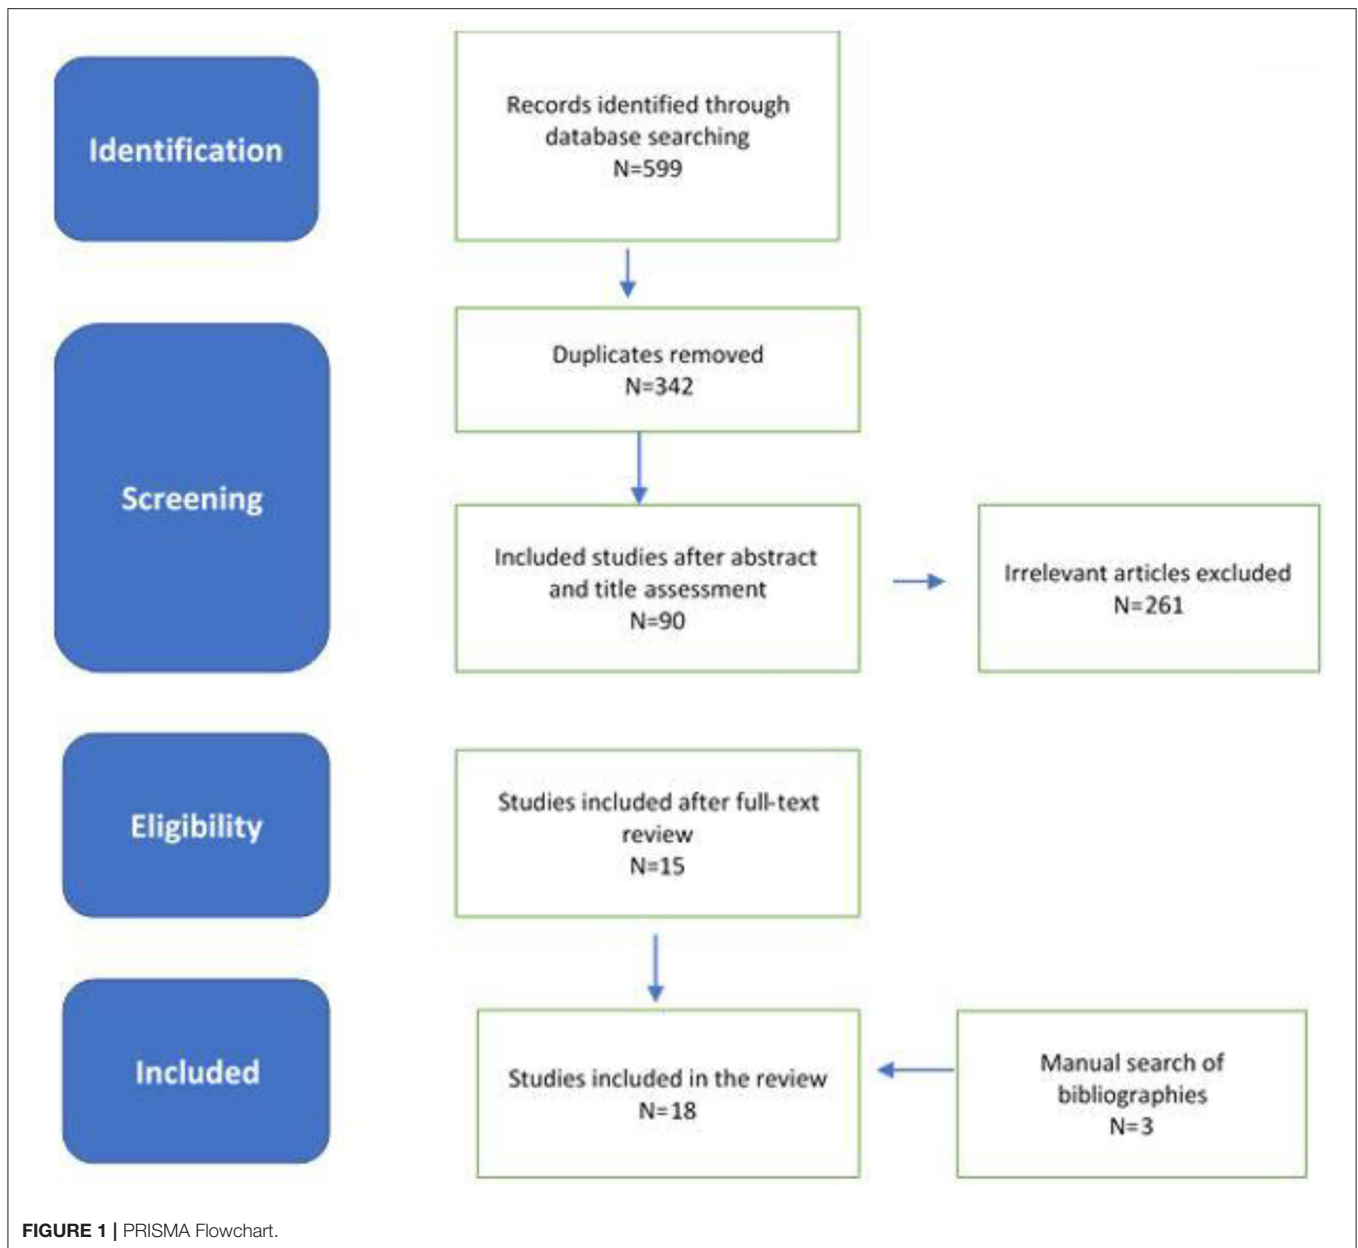 Identification
Records identified through
database searching
N=599
Screening
Duplicates removed
N=342
Included studies after abstract
and title assessment
N=90
Irrelevant articles excluded
N=261
Eligibility
Studies included after full-text
review
N=15
Included
Studies included in the review
N=18
Manual search of
bibliographies
N=3
FIGURE 1 | PRISMA Flowchart.